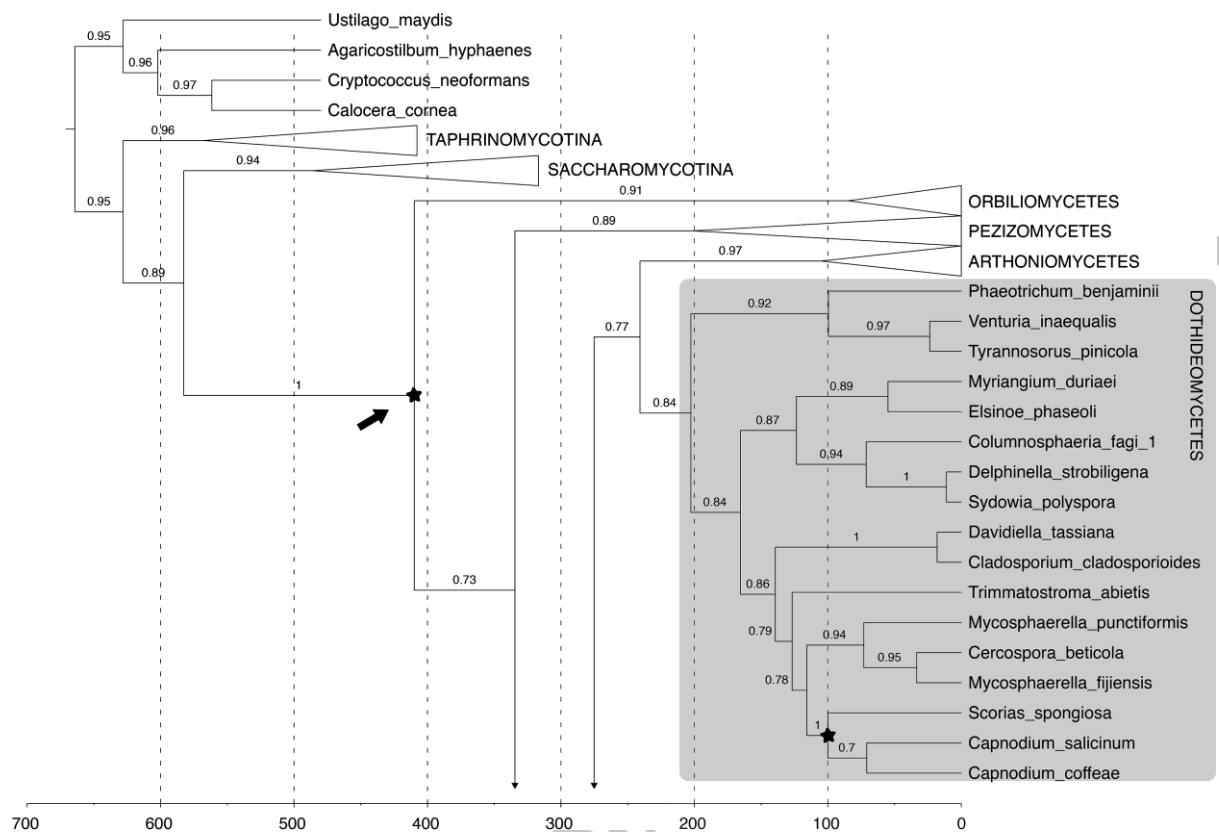 0.95
Ustilago_maydis
0.96
Agaricostilbum_hyphaenes
0.97
Cryptococcus_neoformans
Calocera_cornea
0.96
TAPHRINOMYCOTINA
0.94
SACCHAROMYCOTINA
0.95
0.91
ORBILIOMYCETES
0.89
PEZIZOMYCETES
0.97
ARTHONIOMYCETES
0.89
DOTHIDEOMYCETES
0.92
Phaeotrichum_benjaminii
0.97
Venturia_inaequalis
0.77
Tyrannosorus_pinicola
0.89
Myriangium_duriaei
1
0.84
Elsinoe_phaseoli
0.87
Columnosphaeria_fagi_1
0.94
1
Delphinella_strobiligena
0.84
Sydowia_polyspora
Davidiella_tassiana
1
Cladosporium_cladosporioides
0.73
0.86
Trimmatostroma_abietis
Mycosphaerella_punctiformis
0.79
0.94
Cercospora_beticola
0.95
0.78
Mycosphaerella_fijiensis
Scorias_spongiosa
1
Capnodium_salicinum
0.7
Capnodium_coffeae
700 600 500 400 300 200 100 0